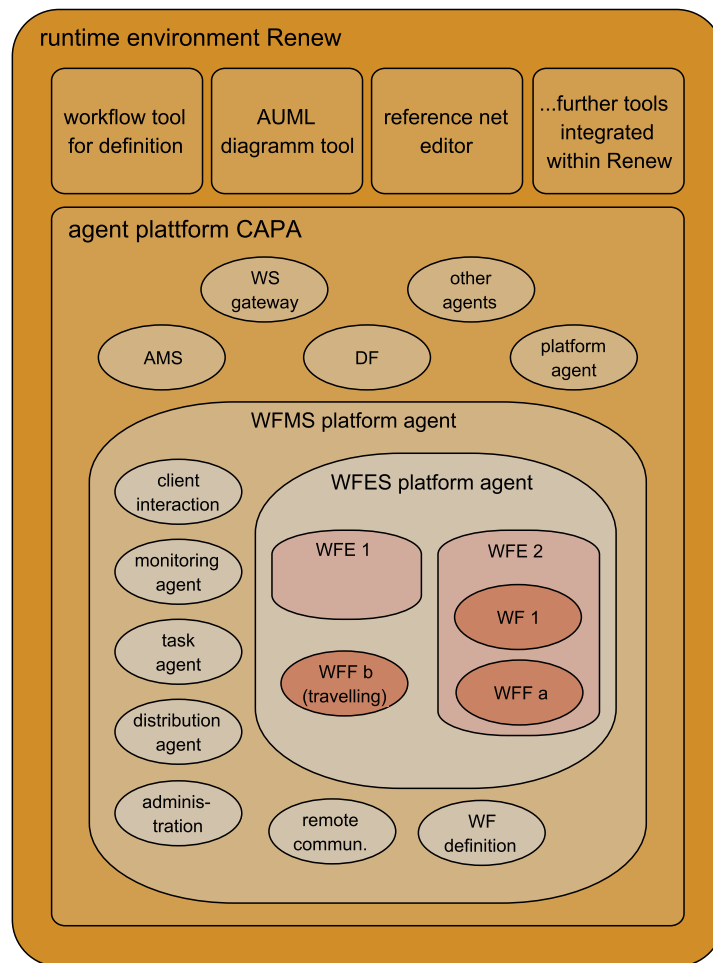 runtime environment Renew
workflow tool
for definition
AUML
diagramm tool
reference net
editor
...further tools
integrated
within Renew
agent plattform CAPA
WS
gateway
other
agents
AMS
DF
platform
agent
WFMS platform agent
client
interaction
monitoring
agent
task
agent
distribution
agent
adminis-
tration
WFES platform agent
WFE 1
WFE 2
WF 1
WFF b
(travelling)
WFF a
remote
commun.
WF
definition